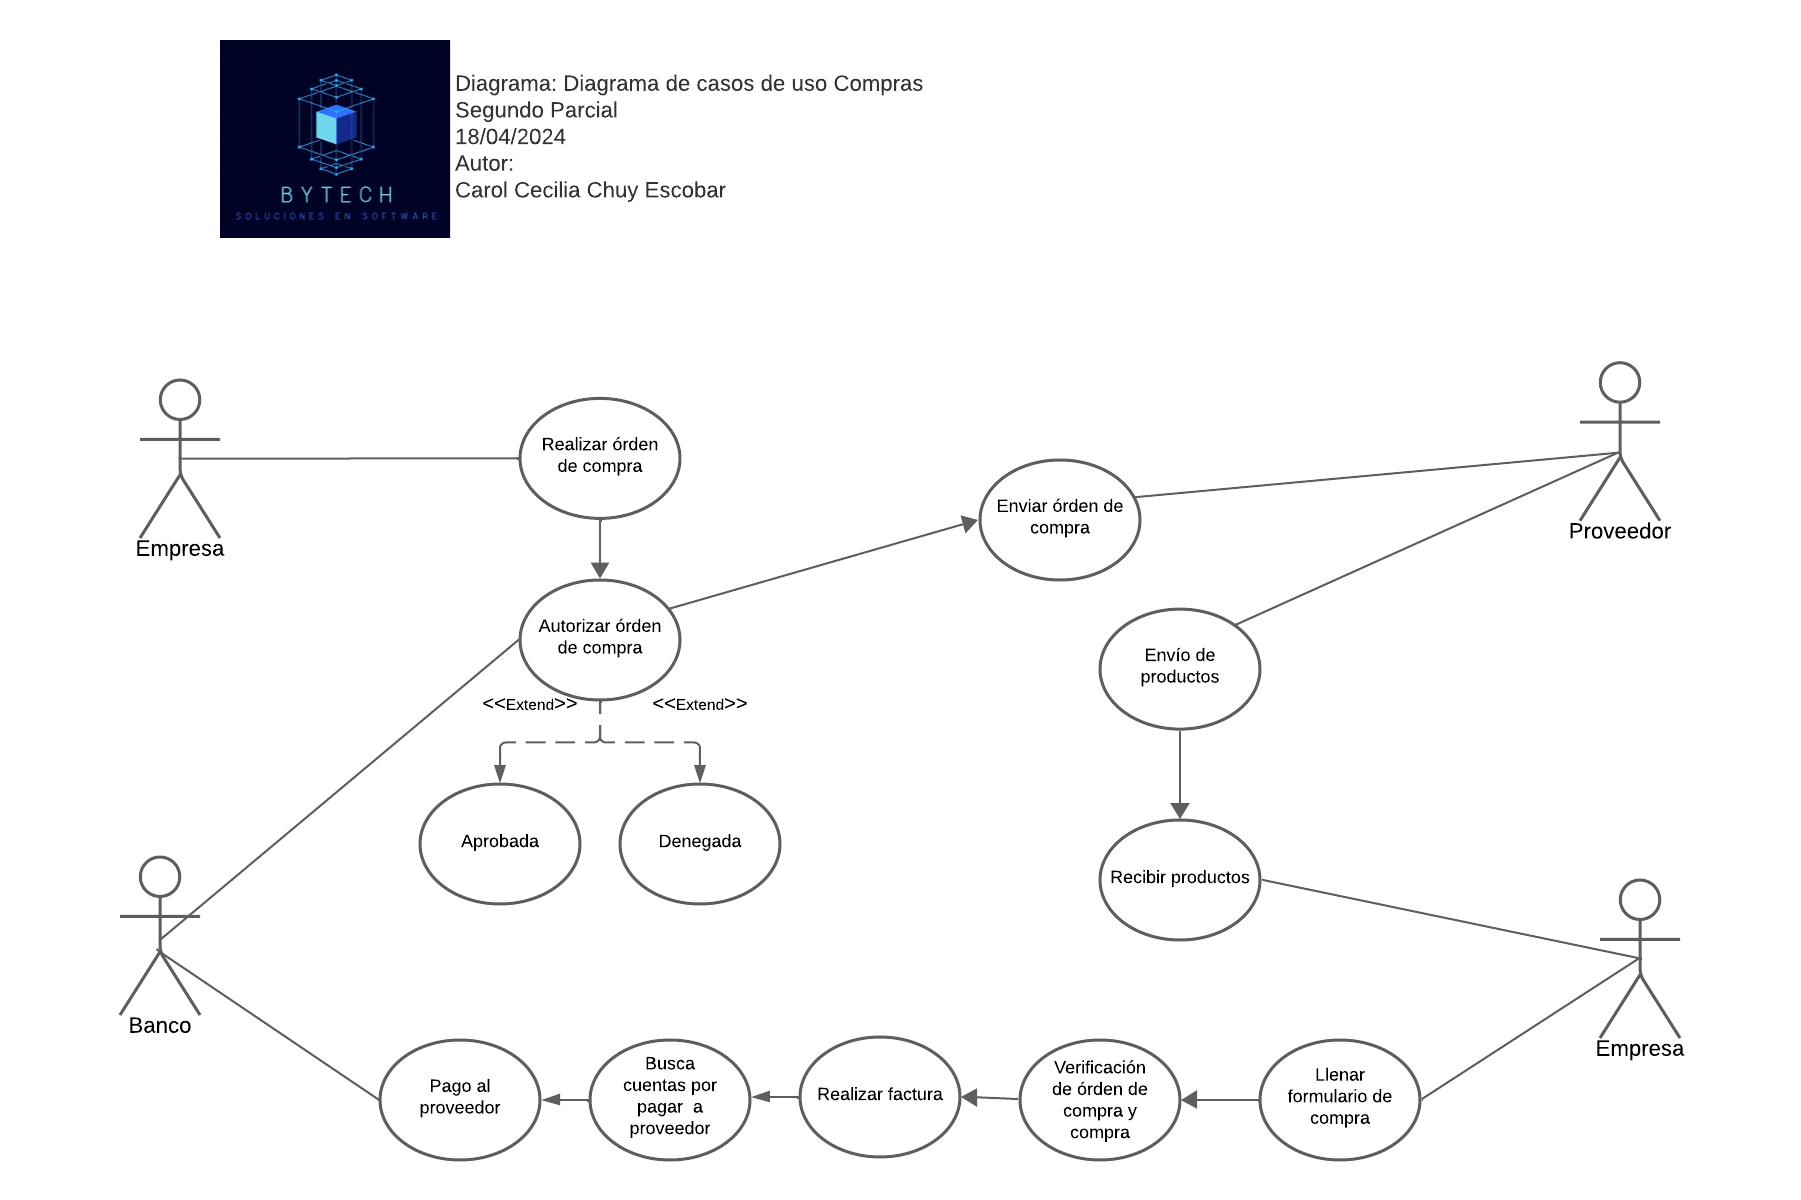 BYTECH
SOLUCIONES EN SOFTWARE
Diagrama: Diagrama de casos de uso Compras
Segundo Parcial
18/04/2024
Autor:
Carol Cecilia Chuy Escobar
Empresa
Realizar órden
de compra
Enviar órden de
compra
Proveedor
Autorizar órden
de compra
<<Extend>>
<<Extend>>
Envío de
productos
Aprobada
Denegada
Recibir productos
Banco
Empresa
Pago al
proveedor
Busca
cuentas por
pagar a
proveedor
Realizar factura
Verificación
de órden de
compra y
compra
Llenar
formulario de
compra